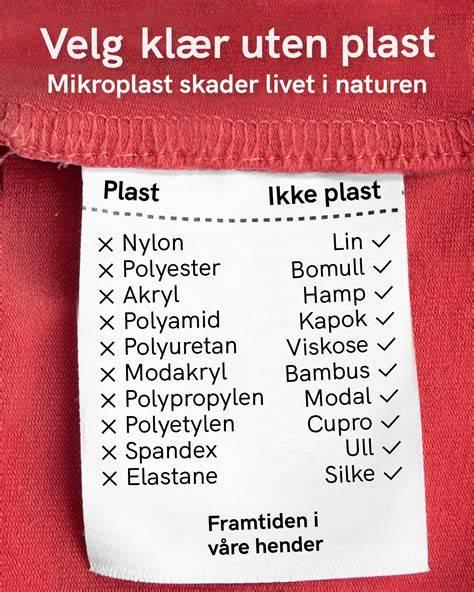 Velg klær uten plast
Mikroplast skader livet i naturen
Plast Ikke plast
× Nylon Lin ✓
× Polyester Bomull ✓
× Akryl Hamp ✓
× Polyamid Kapok ✓
× Polyuretan Viskose ✓
× Modakryl Bambus ✓
× Polypropylen Modal ✓
× Polyetylen Cupro ✓
× Spandex Ull ✓
× Elastane Silke ✓
Framtiden i
våre hender